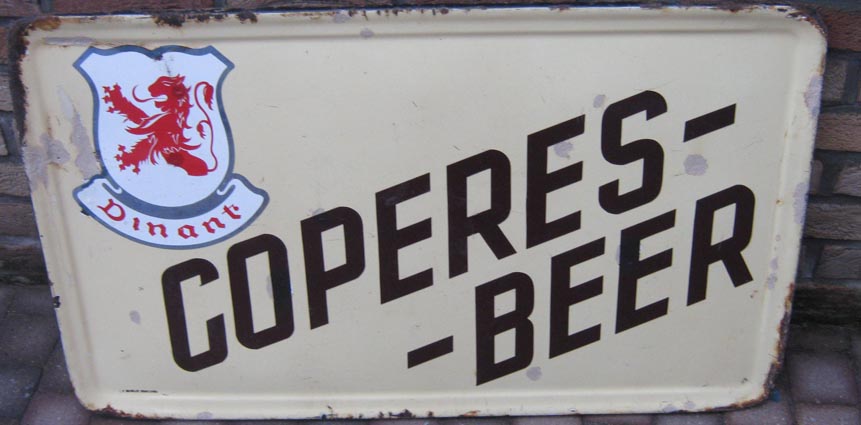 Dinant
COPERES-
-BEER